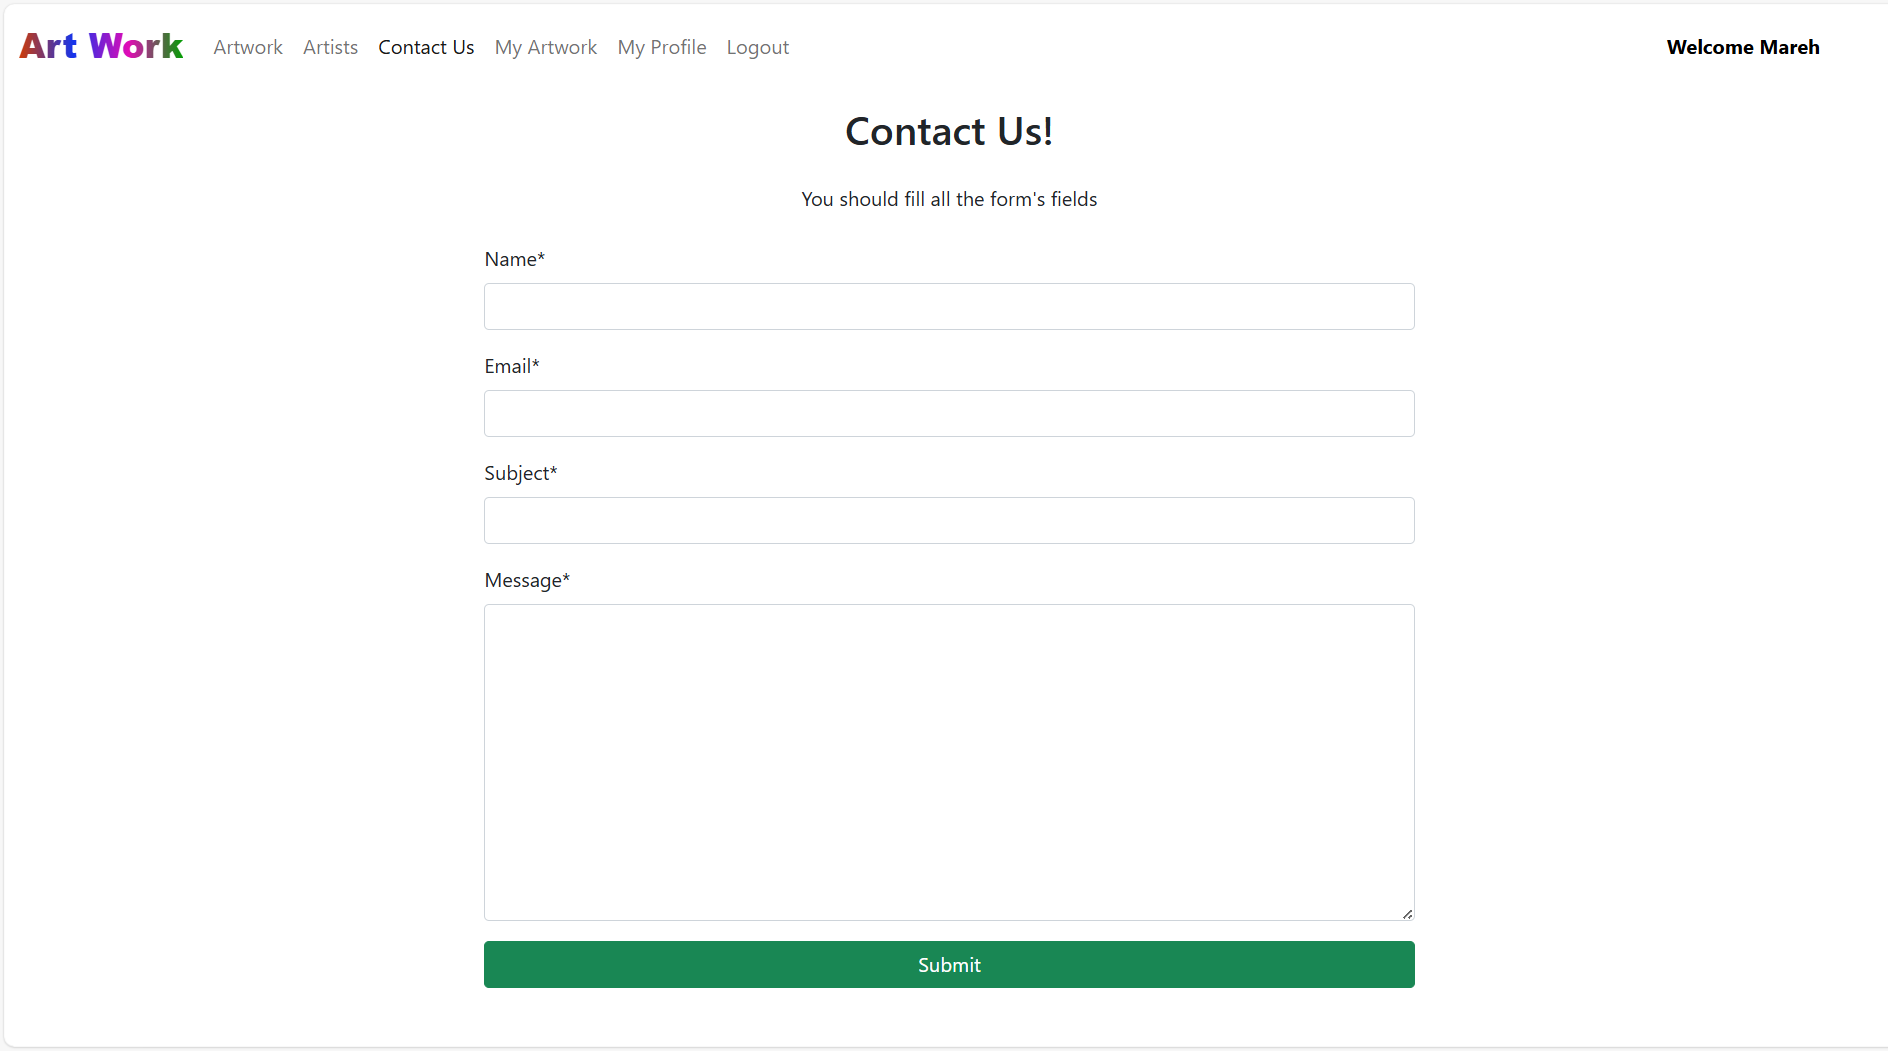 Art Work Artwork Artists Contact Us My Artwork My Profile Logout Welcome Mareh
Contact Us!
You should fill all the form's fields
Name*
Email*
Subject*
Message*
Submit